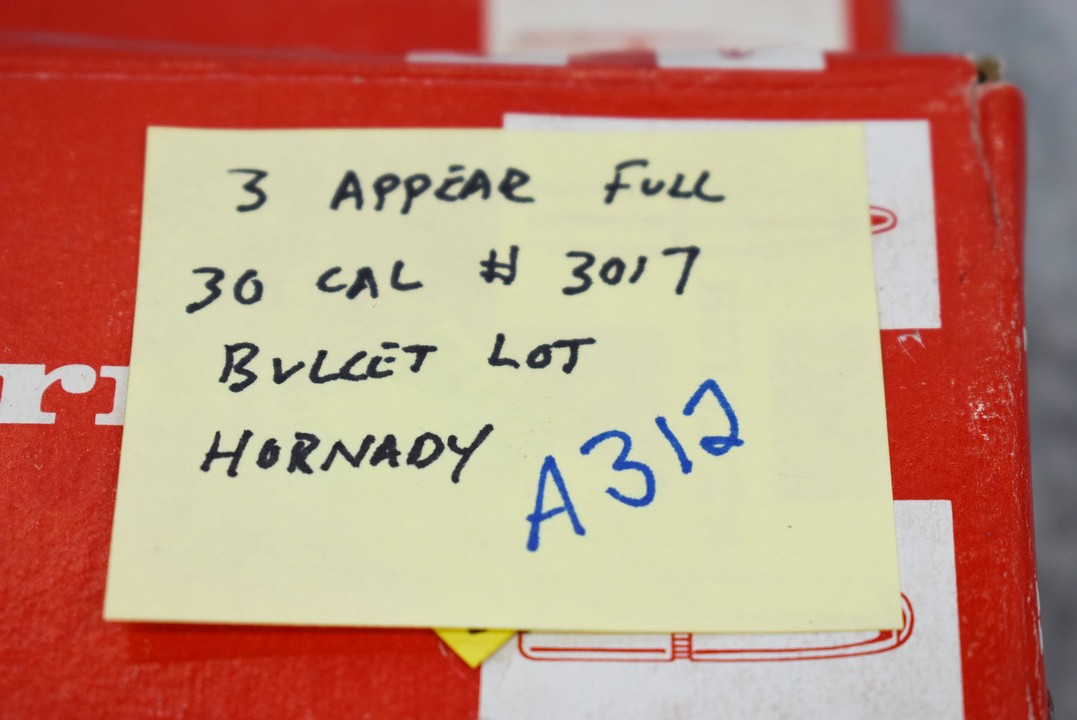 3 APPEAR FULL
30 CAL # 3017
BULLET LOT
HORNADY
A312